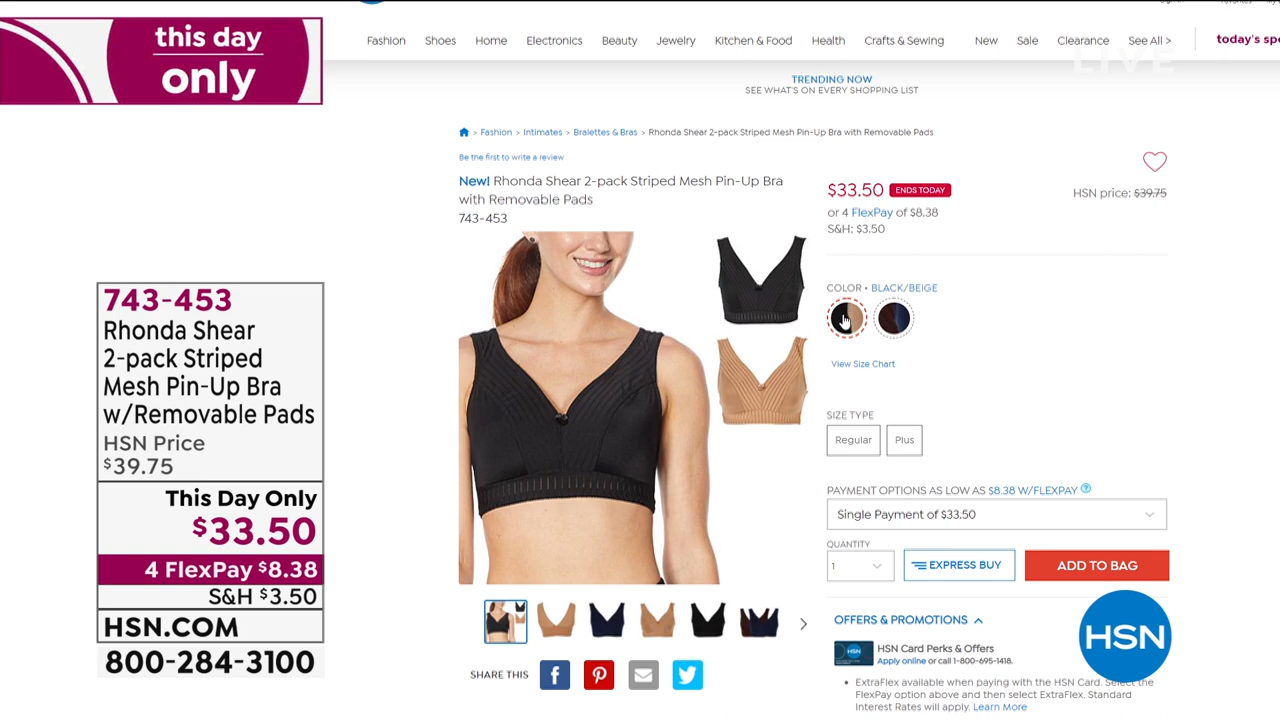 this day
only
Fashion Shoes Home Electronics Beauty Jewelry Kitchen & Food Health Crafts & Sewing New Sale Clearance See All > today's spe
LIVE
TRENDING NOW
SEE WHAT'S ON EVERY SHOPPING LIST
> Fashion > Intimates > Bralettes & Bras > Rhonda Shear 2-pack Striped Mesh Pin-Up Bra with Removable Pads
Be the first to write a review
New! Rhonda Shear 2-pack Striped Mesh Pin-Up Bra
with Removable Pads
743-453
$33.50 ENDS TODAY
HSN price: $39.75
or 4 FlexPay of $8.38
S&H: $3.50
COLOR • BLACK/BEIGE
View Size Chart
SIZE TYPE
Regular Plus
PAYMENT OPTIONS AS LOW AS $8.38 W/FLEXPAY ?
Single Payment of $33.50
QUANTITY
1
EXPRESS BUY
ADD TO BAG
OFFERS & PROMOTIONS
HSN
HSN Card Perks & Offers
Apply online or call 1-800-695-1418.
• ExtraFlex available when paying with the HSN Card. Select the
FlexPay option above and then select ExtraFlex. Standard
Interest Rates will apply. Learn More
HSN
SHARE THIS
743-453
Rhonda Shear
2-pack Striped
Mesh Pin-Up Bra
w/Removable Pads
HSN Price
$39.75
This Day Only
$33.50
4 FlexPay $8.38
S&H $3.50
HSN.COM
800-284-3100